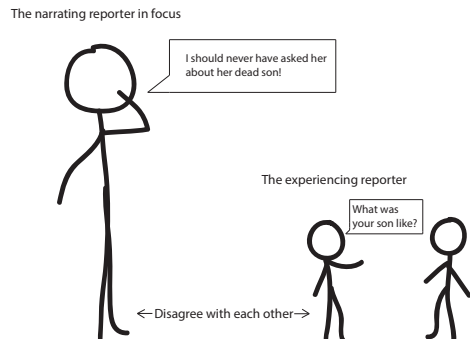 The narrating reporter in focus
I should never have asked her
about her dead son!
The experiencing reporter
What was
your son like?
Disagree with each other